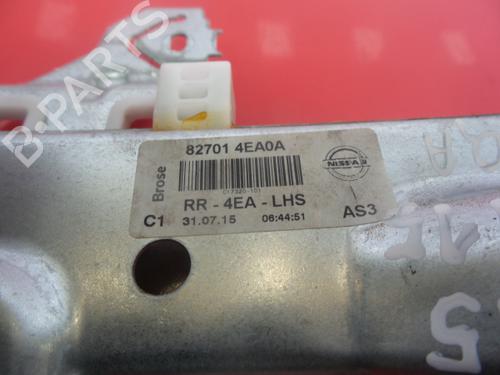 B-PARTS
82701 4EA0A
Brose
NISSAN
RR - 4EA - LHS
C1 31.07.15 06:44:51 AS3